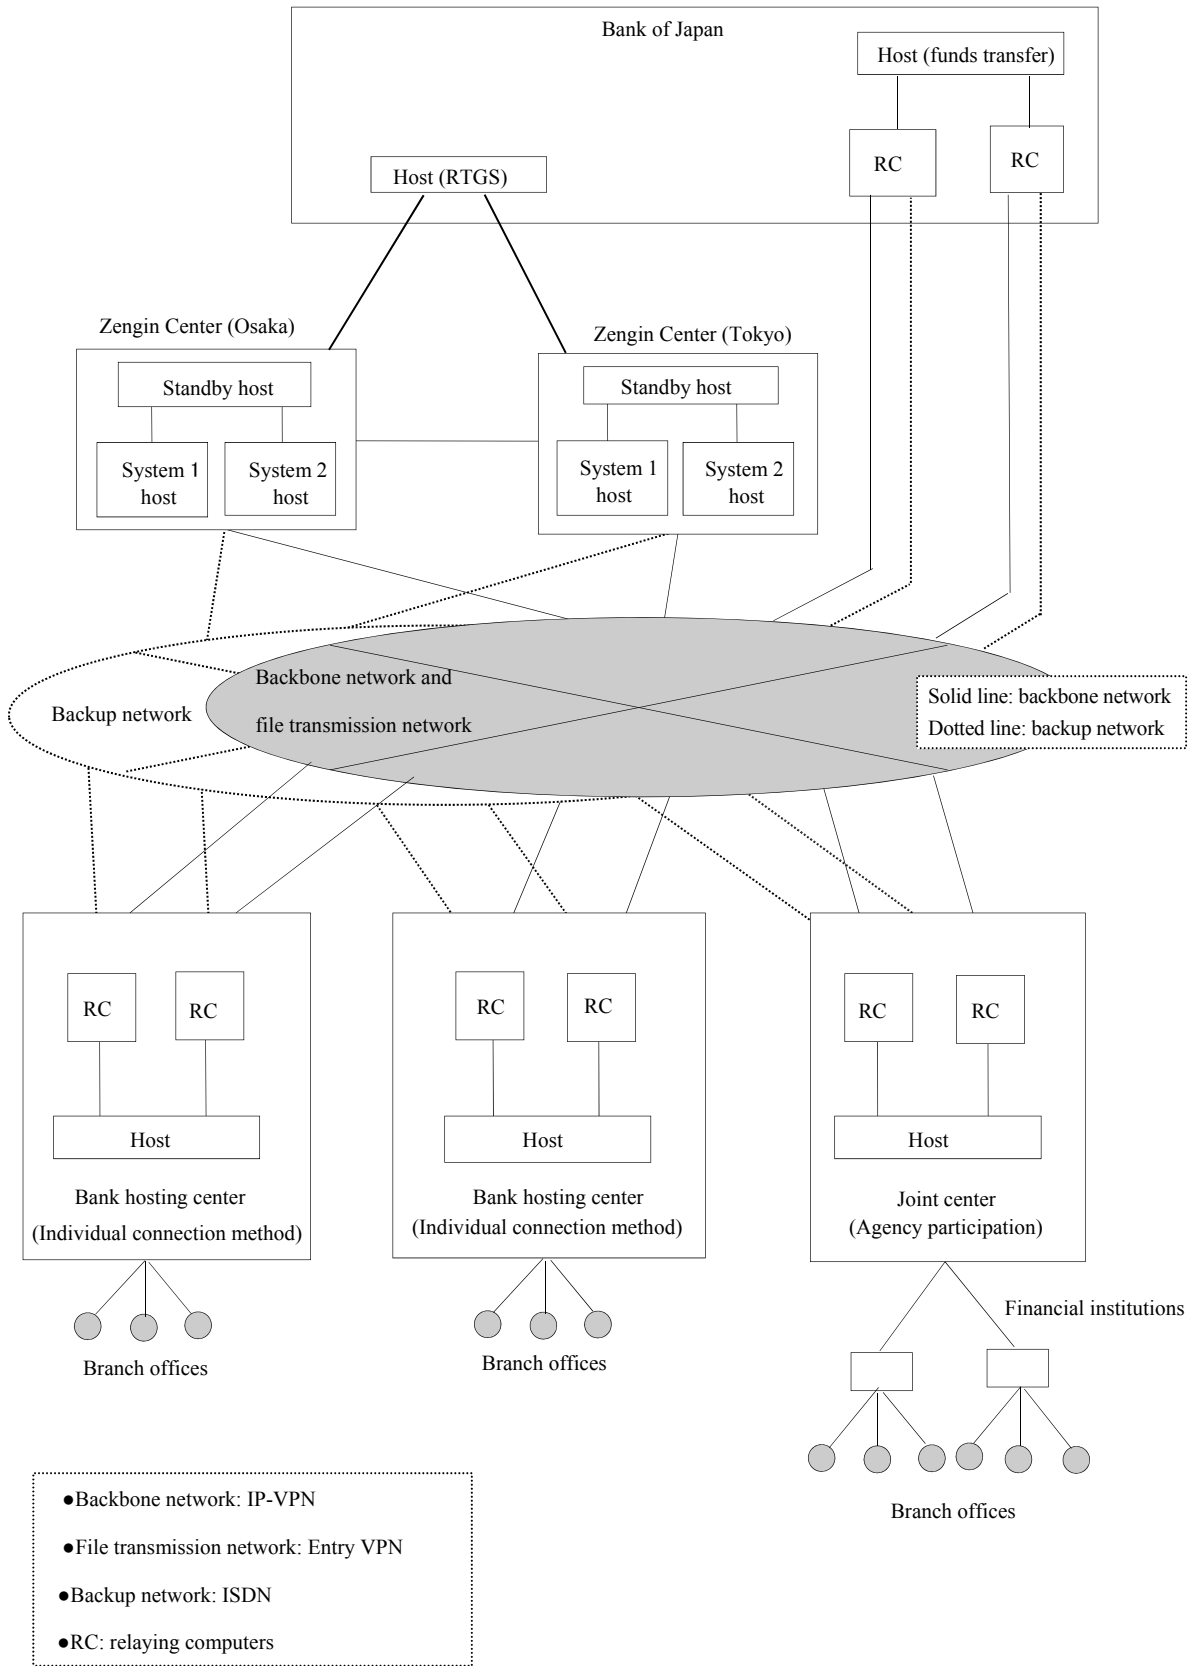 Bank of Japan
Host (funds transfer)
RC
RC
Host (RTGS)
Zengin Center (Osaka)
Zengin Center (Tokyo)
Standby host
System 1
host
System 2
host
Standby host
System 1
host
System 2
host
Backbone network and
file transmission network
Backup network
Solid line: backbone network
Dotted line: backup network
RC
RC
Host
Bank hosting center
(Individual connection method)
Branch offices
RC
RC
Host
Bank hosting center
(Individual connection method)
Branch offices
RC
RC
Host
Joint center
(Agency participation)
Financial institutions
Branch offices
●Backbone network: IP-VPN
●File transmission network: Entry VPN
●Backup network: ISDN
●RC: relaying computers